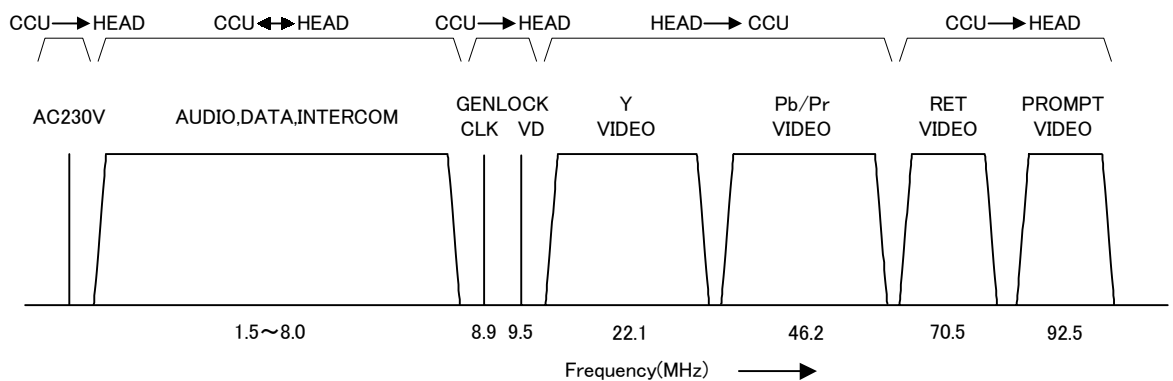 CCU→HEAD CCU↔HEAD CCU→HEAD HEAD→CCU CCU→HEAD
AC230V AUDIO,DATA,INTERCOM GENLOCK Y Pb/Pr RET PROMPT
CLK VD VIDEO VIDEO VIDEO VIDEO
1.5～8.0 8.9 9.5 22.1 46.2 70.5 92.5
Frequency(MHz) →